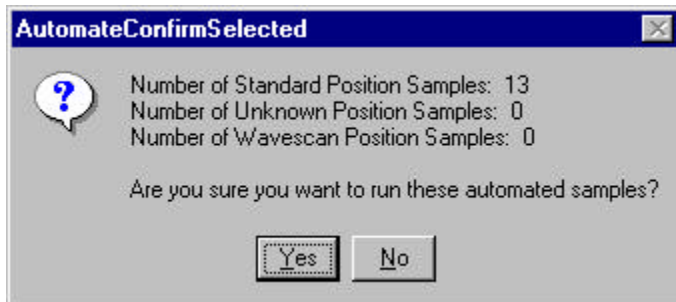 AutomateConfirmSelected
Number of Standard Position Samples: 13
Number of Unknown Position Samples: 0
Number of Wavescan Position Samples: 0
Are you sure you want to run these automated samples?
Yes No